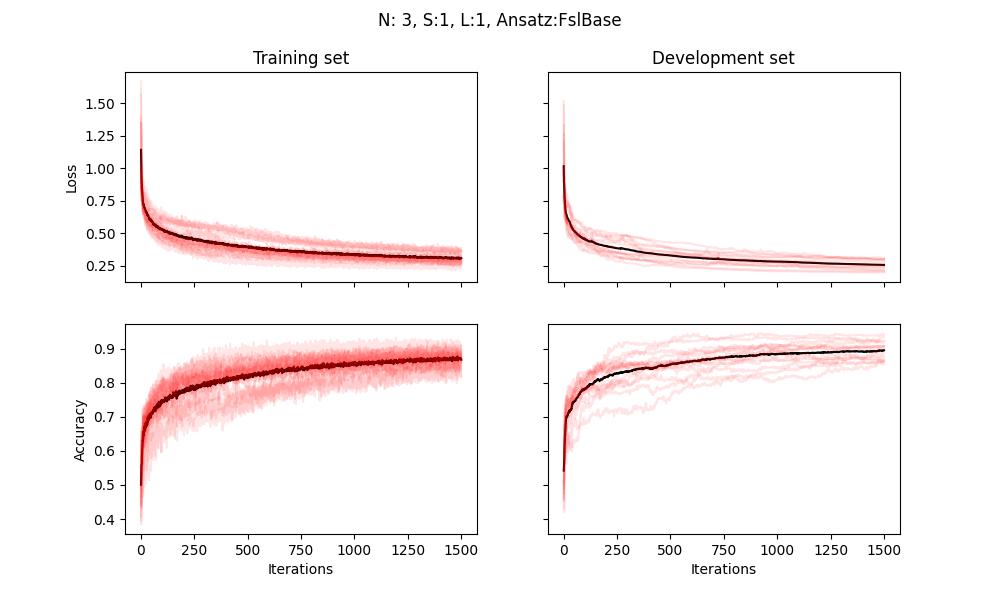 N: 3, S:1, L:1, Ansatz:FslBase
Training set
Development set
Loss
1.50
1.25
1.00
0.75
0.50
0.25
Accuracy
0.9
0.8
0.7
0.6
0.5
0.4
0 250 500 750 1000 1250 1500
0 250 500 750 1000 1250 1500
Iterations
Iterations